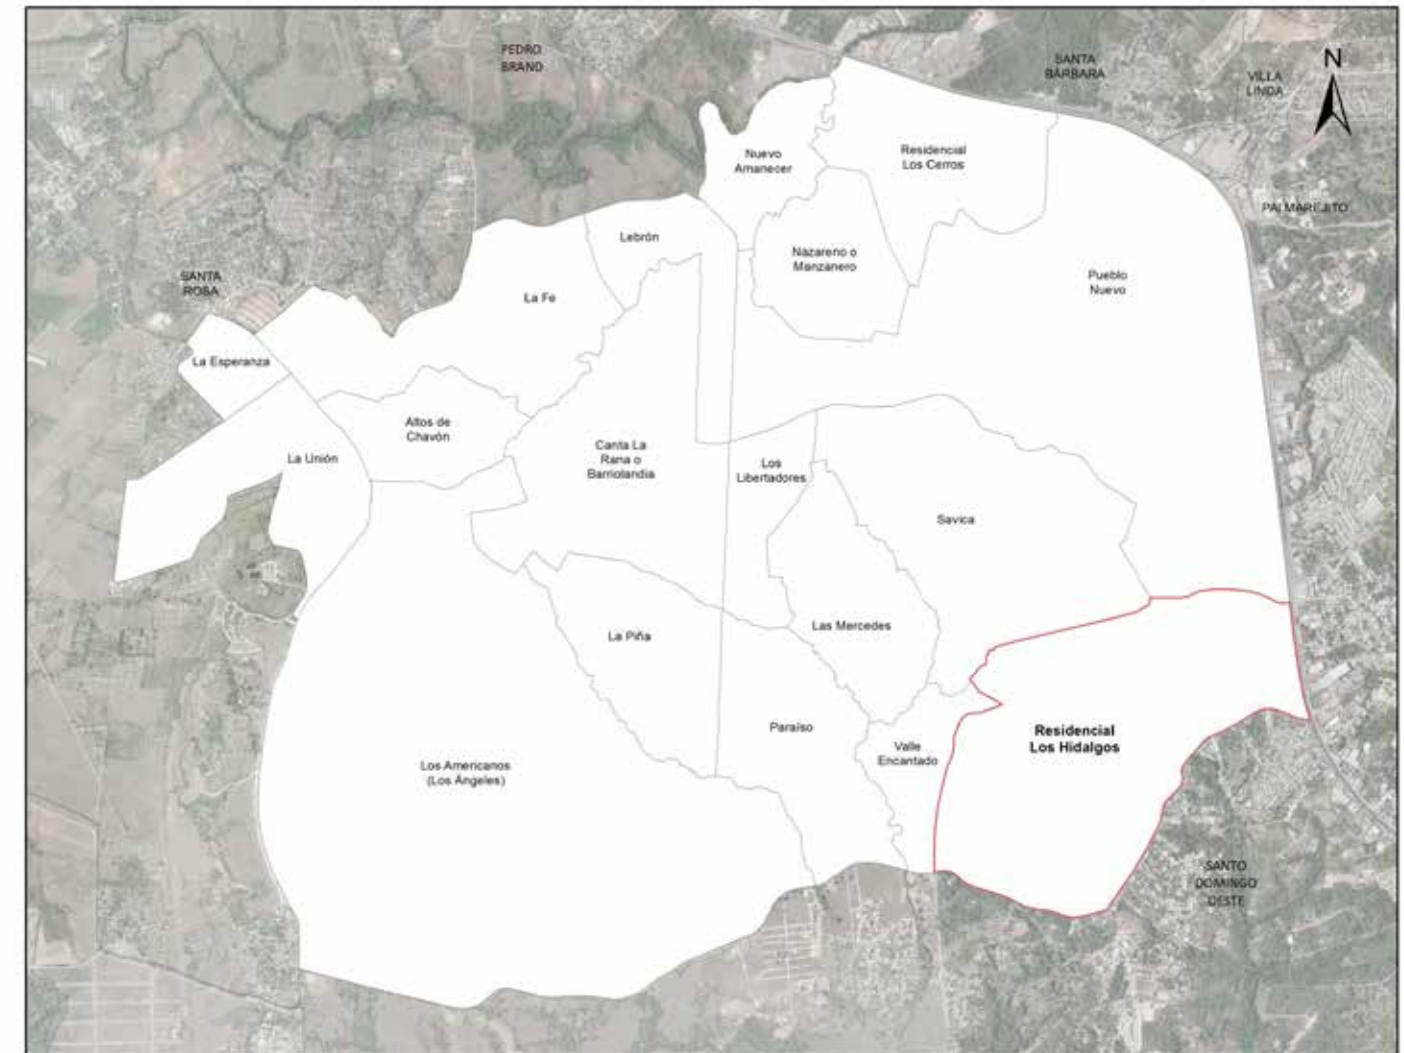 PEDRO
BRAND
SANTA
BÁRBARA
N
VILLA
LINDA
Nuevo
Amanecer
Residencial
Los Cerros
PALMAREJITO
Lebrón
Nazareno o
Manzanero
SANTA
ROSA
La Fe
Pueblo
Nuevo
La Esperanza
Altos de
Chavón
La Unión
Canta La
Rana o
Barriolandia
Los
Libertadores
Savica
La Piña
Las Mercedes
Paraíso
Valle
Encantado
Residencial
Los Hidalgos
Los Americanos
(Los Ángeles)
SANTO
DOMINGO
OESTE